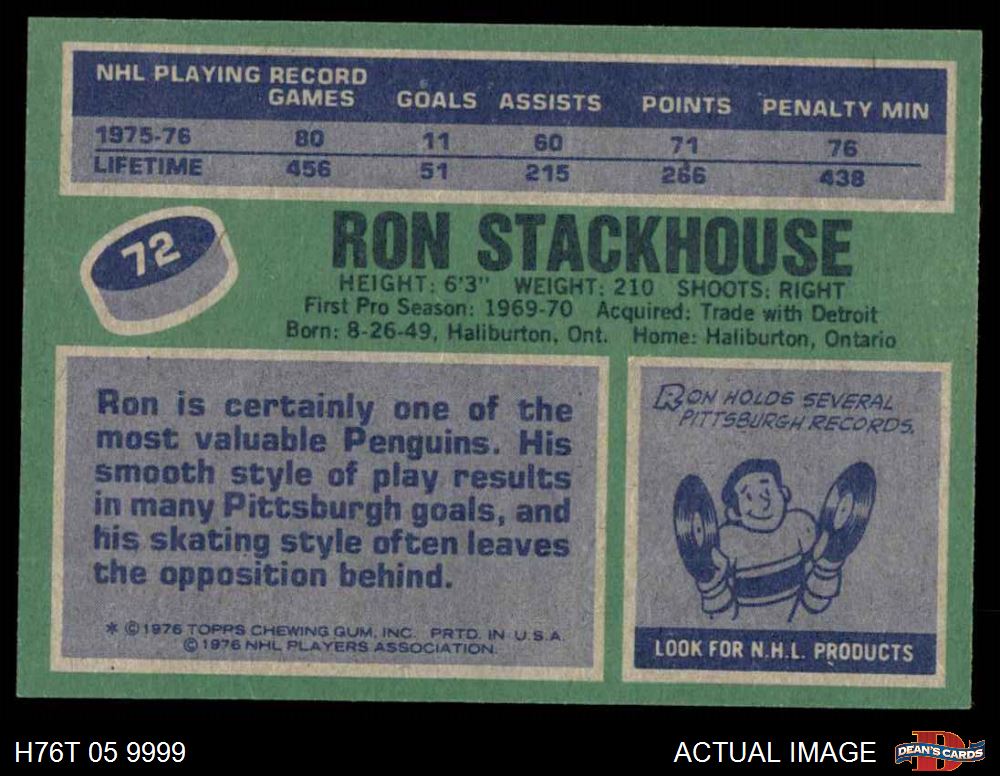 NHL PLAYING RECORD
GAMES GOALS ASSISTS POINTS PENALTY MIN
1975-76 80 11 60 71 76
LIFETIME 456 51 215 266 438
72
RON STACKHOUSE
HEIGHT: 6'3" WEIGHT: 210 SHOOTS: RIGHT
First Pro Season: 1969-70 Acquired: Trade with Detroit
Born: 8-26-49, Haliburton, Ont. Home: Haliburton, Ontario
Ron is certainly one of the
most valuable Penguins. His
smooth style of play results
in many Pittsburgh goals, and
his skating style often leaves
the opposition behind.
* ©1976 TOPPS CHEWING GUM, INC. PRTD. IN U.S.A.
©1976 NHL PLAYERS ASSOCIATION.
RON HOLDS SEVERAL
PITTSBURGH RECORDS.
LOOK FOR N.H.L. PRODUCTS
H76T 05 9999
ACTUAL IMAGE
D
DEAN'S CARDS